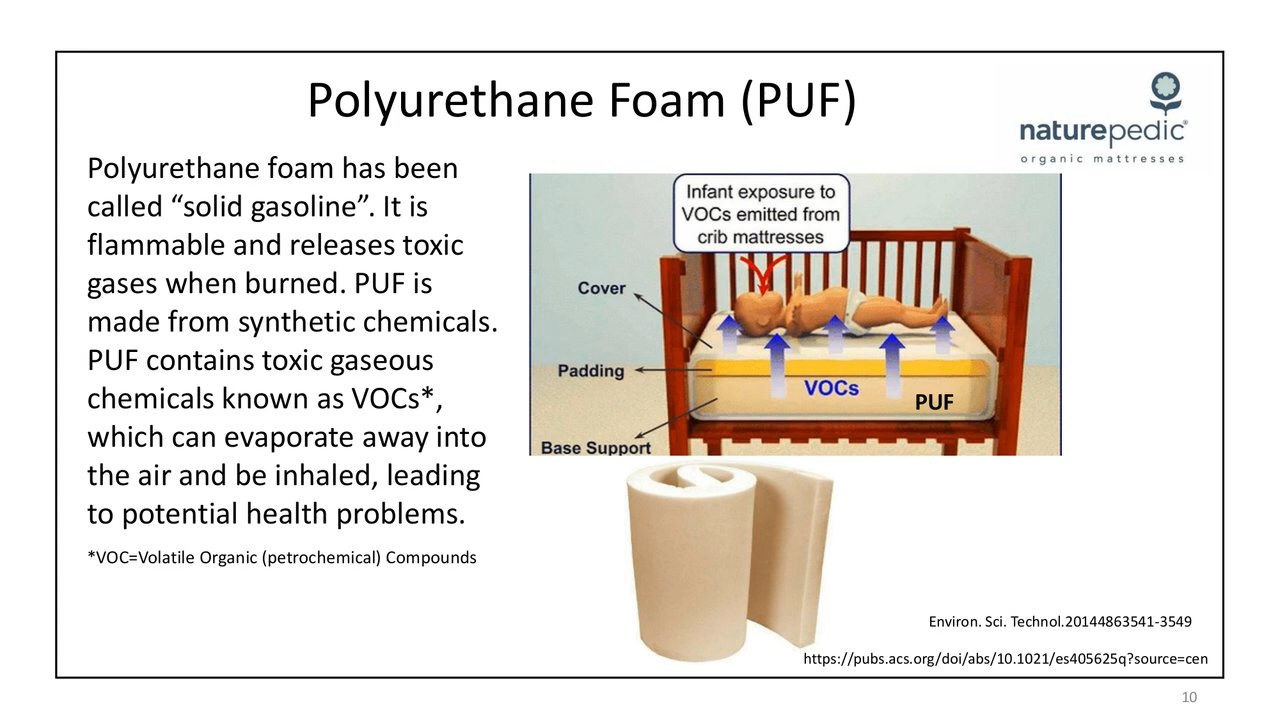 Polyurethane Foam (PUF)
naturepedic®
organic mattresses
Polyurethane foam has been
called “solid gasoline”. It is
flammable and releases toxic
gases when burned. PUF is
made from synthetic chemicals.
PUF contains toxic gaseous
chemicals known as VOCs*,
which can evaporate away into
the air and be inhaled, leading
to potential health problems.
*VOC=Volatile Organic (petrochemical) Compounds
Infant exposure to
VOCs emitted from
crib mattresses
Cover
Padding
VOCs
PUF
Base Support
Environ. Sci. Technol.20144863541-3549
https://pubs.acs.org/doi/abs/10.1021/es405625q?source=cen
10